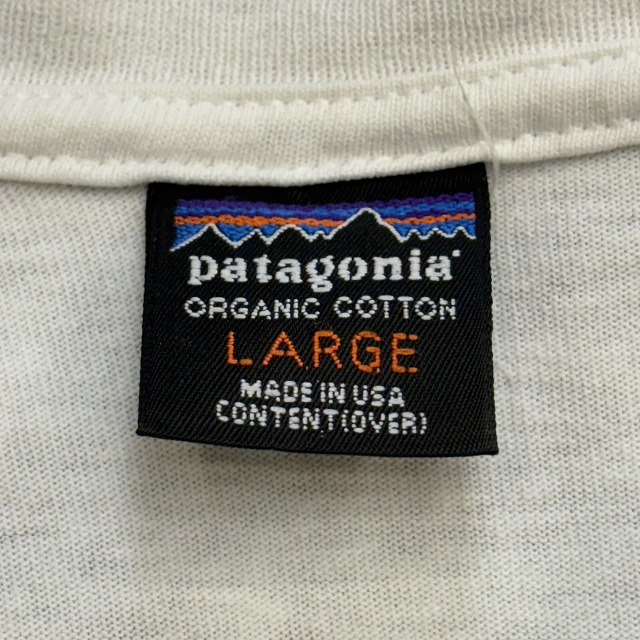 patagonia®
ORGANIC COTTON
LARGE
MADE IN USA
CONTENT(OVER)